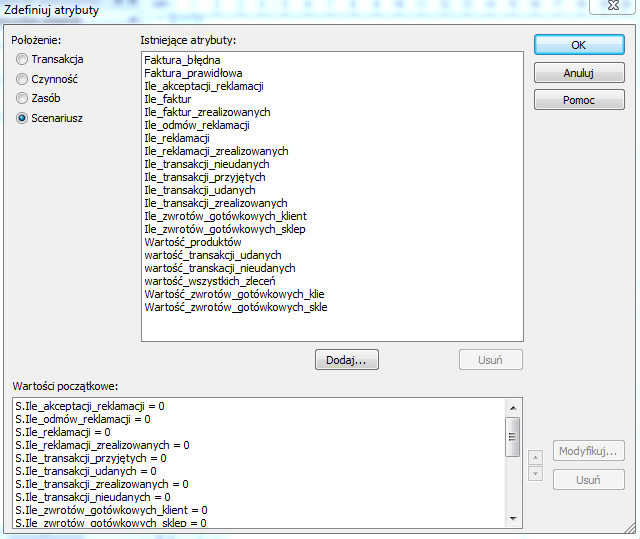 Zdefiniuj atrybuty
Położenie:
Transakcja
Czynność
Zasób
Scenariusz
Istniejące atrybuty:
Faktura_błędna
Faktura_prawidłowa
Ile_akceptacji_reklamacji
Ile_faktur
Ile_faktur_zrealizowanych
Ile_odmów_reklamacji
Ile_reklamacji
Ile_reklamacji_zrealizowanych
Ile_transakcji_nieudanych
Ile_transakcji_przyjętych
Ile_transakcji_udanych
Ile_transakcji_zrealizowanych
Ile_zwrotów_gotówkowych_klient
Ile_zwrotów_gotówkowych_sklep
Wartość_produktów
wartość_transakcji_udanych
wartość_transkacji_nieudanych
wartość_wszystkich_zleceń
Wartość_zwrotów_gotówkowych_klie
Wartość_zwrotów_gotówkowych_skle
OK
Anuluj
Pomoc
Dodaj...
Usuń
Wartości początkowe:
S.Ile_akceptacji_reklamacji = 0
S.Ile_odmów_reklamacji = 0
S.Ile_reklamacji = 0
S.Ile_reklamacji_zrealizowanych = 0
S.Ile_transakcji_przyjętych = 0
S.Ile_transakcji_udanych = 0
S.Ile_transakcji_zrealizowanych = 0
S.Ile_transakcji_nieudanych = 0
S.Ile_zwrotów_gotówkowych_klient = 0
S.Ile_zwrotów_gotówkowych_sklep = 0
Modyfikuj...
Usuń